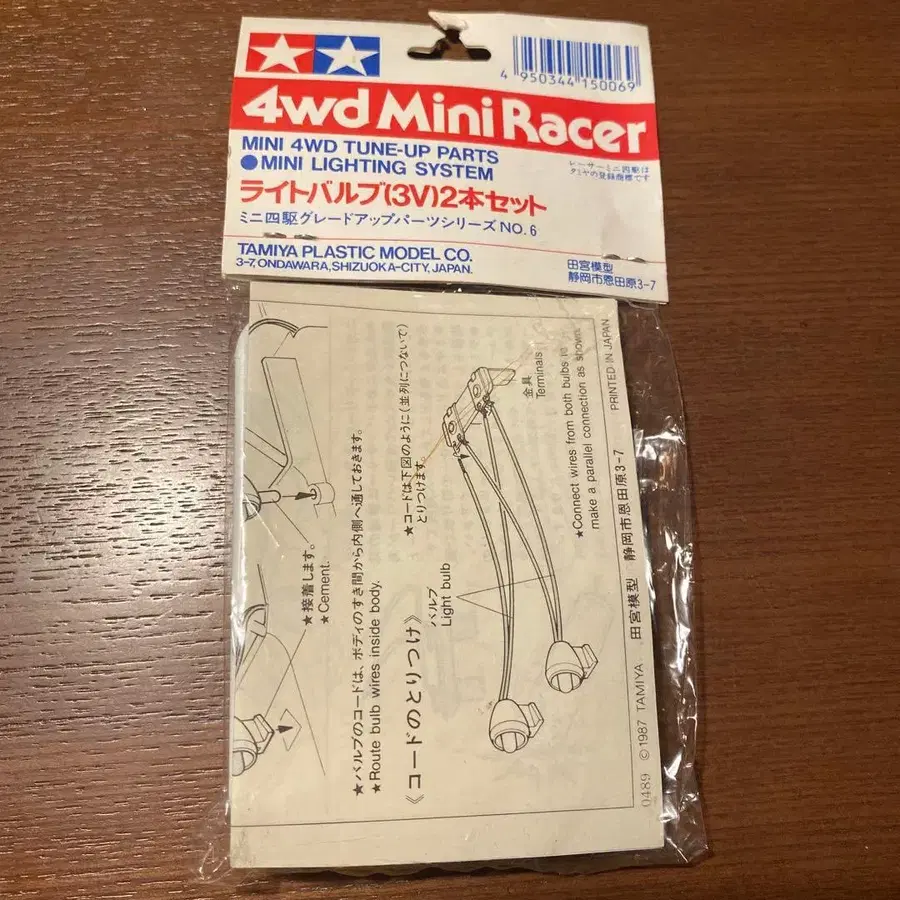 4 950344 150069
4wd Mini Racer
MINI 4WD TUNE-UP PARTS
●MINI LIGHTING SYSTEM
レーサーミニ四駆は
タミヤの登録商標です
ライトバルブ(3V)2本セット
ミニ四駆グレードアップパーツシリーズ NO.6
TAMIYA PLASTIC MODEL CO.
3-7, ONDAWARA, SHIZUOKA-CITY, JAPAN.
田宮模型
静岡市恩田原3-7
★接着します。
★Cement.
★バルブのコードは、ボディのすき間から内側へ通しておきます。
★Route bulb wires inside body.
《コードのとりつけ》
★コードは下図のように(並列につないで)
とりつけます。
バルブ
Light bulb
金具
Terminals
★Connect wires from both bulbs to
make a parallel connection as shown.
0489 ©1987 TAMIYA 田宮模型 静岡市恩田原3-7 PRINTED IN JAPAN